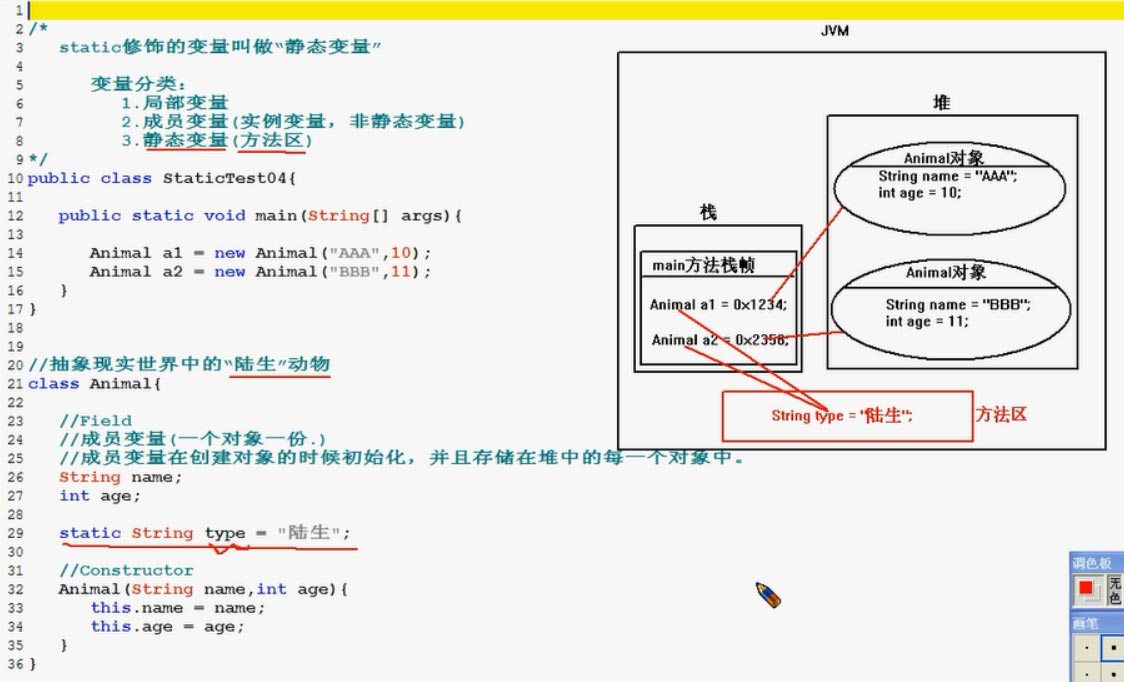 1
2 /*
3 static修饰的变量叫做“静态变量”
4
5 变量分类：
6 1.局部变量
7 2.成员变量(实例变量，非静态变量)
8 3.静态变量(方法区)
9 */
10 public class StaticTest04{
11
12 public static void main(String[] args){
13
14 Animal a1 = new Animal("AAA",10);
15 Animal a2 = new Animal("BBB",11);
16 }
17 }
18
19
20 //抽象现实世界中的“陆生”动物
21 class Animal{
22
23 //Field
24 //成员变量(一个对象一份.)
25 //成员变量在创建对象的时候初始化，并且存储在堆中的每一个对象中。
26 String name;
27 int age;
28
29 static String type = "陆生";
30
31 //Constructor
32 Animal(String name,int age){
33 this.name = name;
34 this.age = age;
35 }
36 }
JVM
堆
Animal对象
String name = "AAA";
int age = 10;
Animal对象
String name = "BBB";
int age = 11;
栈
main方法栈帧
Animal a1 = 0x1234;
Animal a2 = 0x2356;
String type = "陆生";
方法区
调色板
无
色
画笔